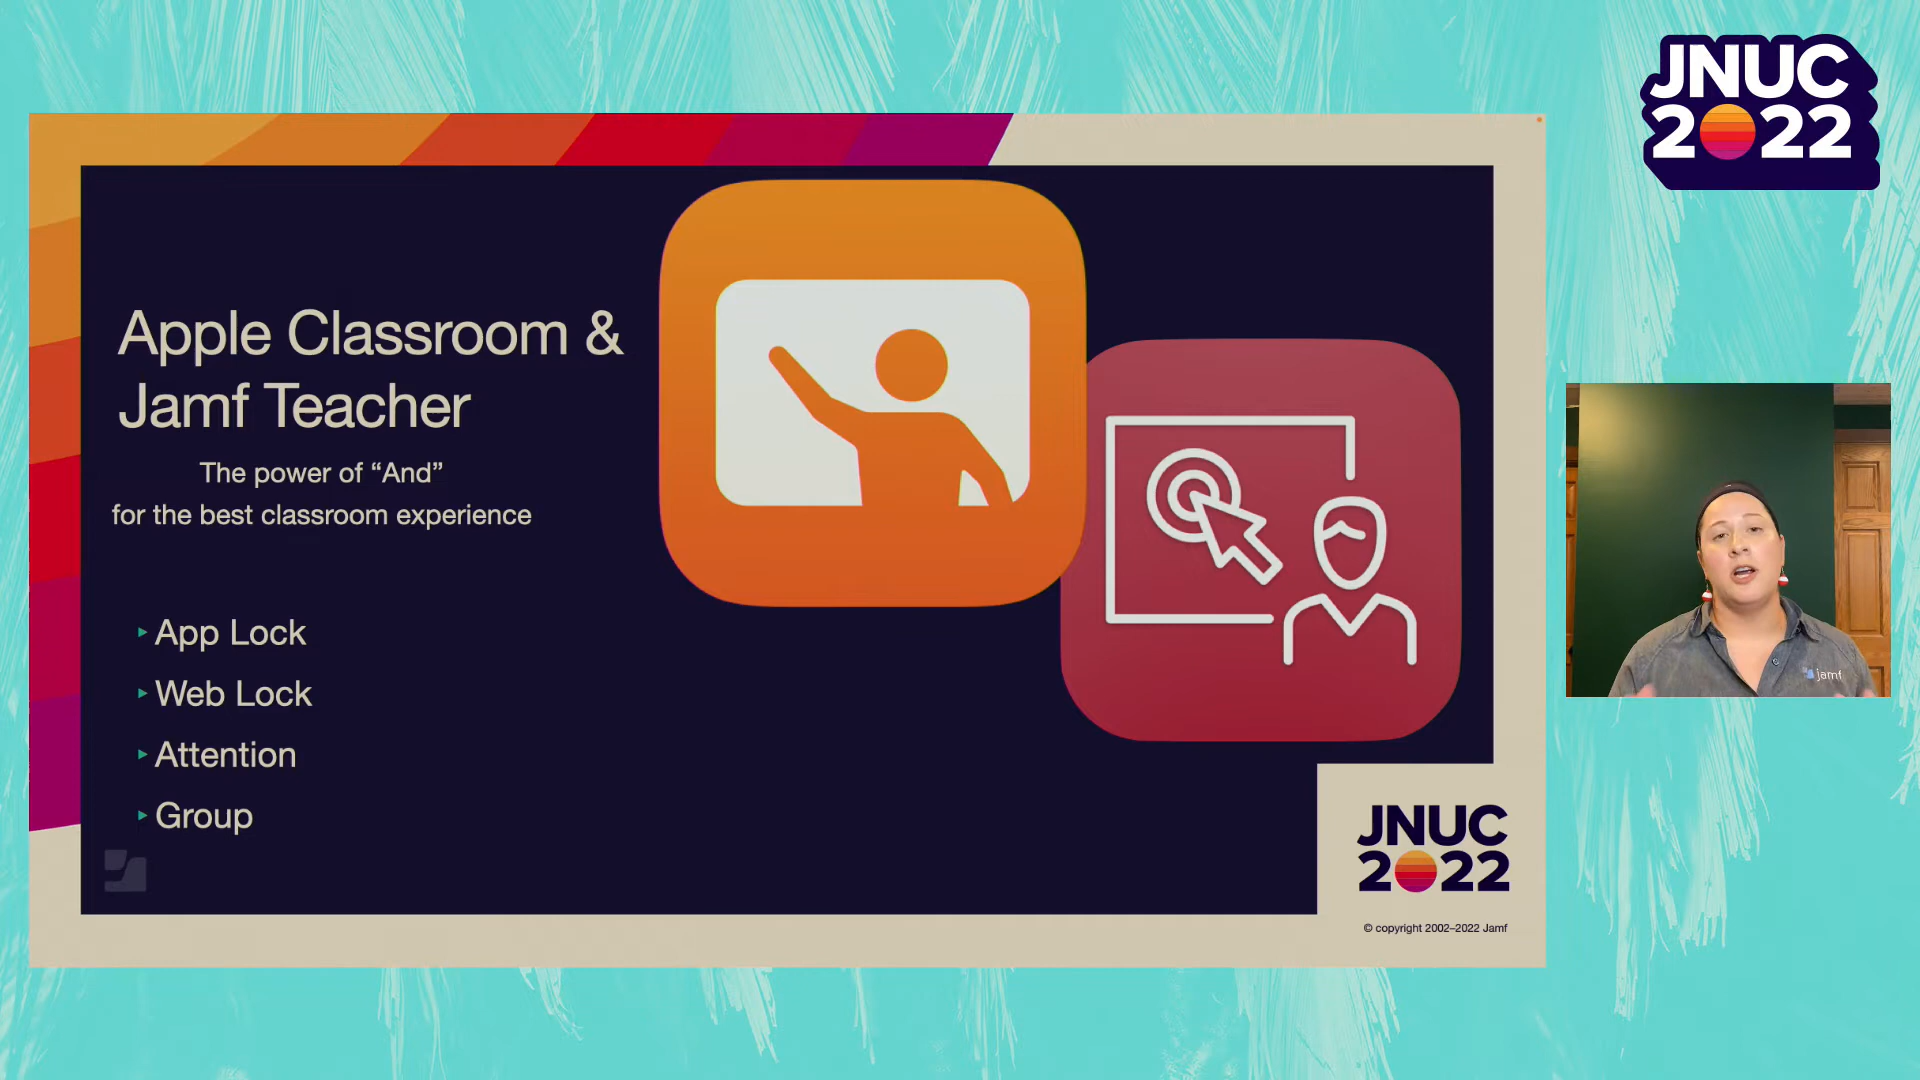 JNUC
2022
Apple Classroom &
Jamf Teacher
The power of “And”
for the best classroom experience
▸ App Lock
▸ Web Lock
▸ Attention
▸ Group
JNUC
2022
© copyright 2002–2022 Jamf
jamf